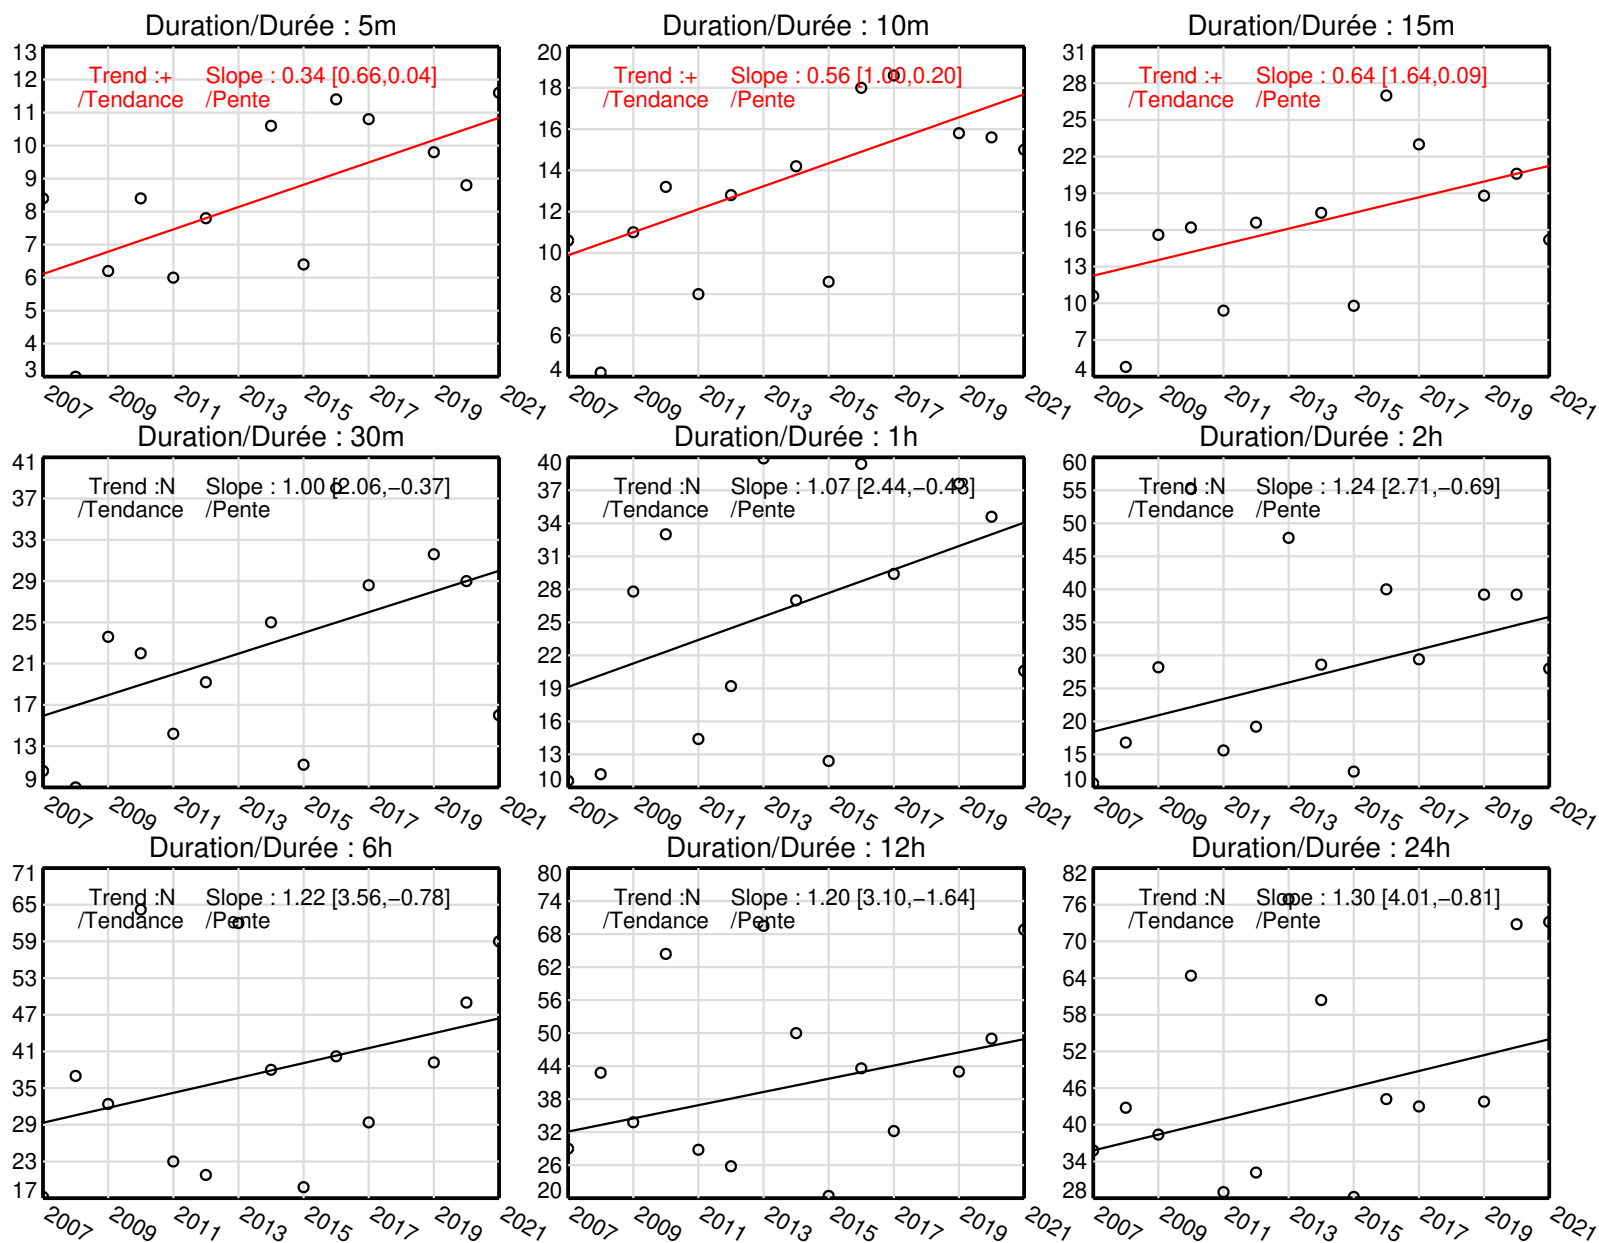 Duration/Durée : 5m
13
12
11
10
9
8
7
6
5
4
3
Trend :+ Slope : 0.34 [0.66,0.04]
/Tendance /Pente
2007 2009 2011 2013 2015 2017 2019 2021
Duration/Durée : 10m
20
18
16
14
12
10
8
6
4
Trend :+ Slope : 0.56 [1.00,0.20]
/Tendance /Pente
2007 2009 2011 2013 2015 2017 2019 2021
Duration/Durée : 15m
31
28
25
22
19
16
13
10
7
4
Trend :+ Slope : 0.64 [1.64,0.09]
/Tendance /Pente
2007 2009 2011 2013 2015 2017 2019 2021
Duration/Durée : 30m
41
37
33
29
25
21
17
13
9
Trend :N Slope : 1.00 [2.06,−0.37]
/Tendance /Pente
2007 2009 2011 2013 2015 2017 2019 2021
Duration/Durée : 1h
40
37
34
31
28
25
22
19
16
13
10
Trend :N Slope : 1.07 [2.44,−0.43]
/Tendance /Pente
2007 2009 2011 2013 2015 2017 2019 2021
Duration/Durée : 2h
60
55
50
45
40
35
30
25
20
15
10
Trend :N Slope : 1.24 [2.71,−0.69]
/Tendance /Pente
2007 2009 2011 2013 2015 2017 2019 2021
Duration/Durée : 6h
71
65
59
53
47
41
35
29
23
17
Trend :N Slope : 1.22 [3.56,−0.78]
/Tendance /Pente
2007 2009 2011 2013 2015 2017 2019 2021
Duration/Durée : 12h
80
74
68
62
56
50
44
38
32
26
20
Trend :N Slope : 1.20 [3.10,−1.64]
/Tendance /Pente
2007 2009 2011 2013 2015 2017 2019 2021
Duration/Durée : 24h
82
76
70
64
58
52
46
40
34
28
Trend :N Slope : 1.30 [4.01,−0.81]
/Tendance /Pente
2007 2009 2011 2013 2015 2017 2019 2021